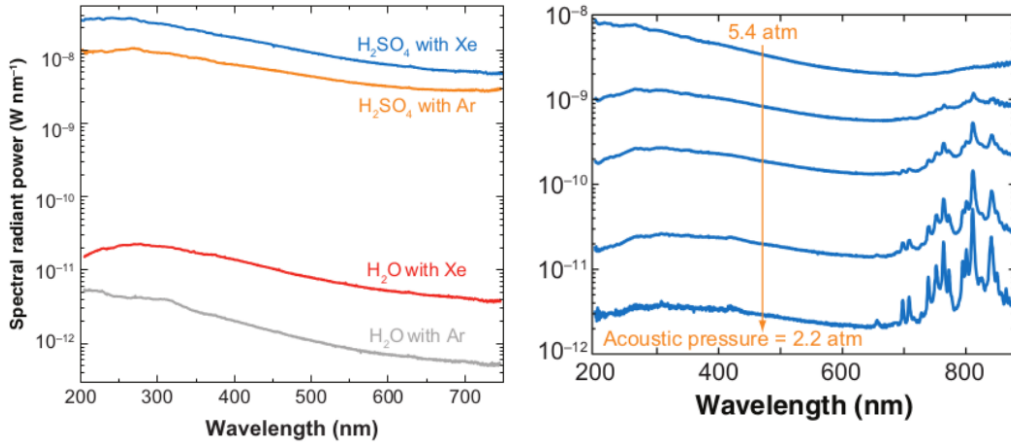 Spectral radiant power (W nm⁻¹)
10⁻⁸
10⁻⁹
10⁻¹⁰
10⁻¹¹
10⁻¹²
H₂SO₄ with Xe
H₂SO₄ with Ar
H₂O with Xe
H₂O with Ar
200 300 400 500 600 700
Wavelength (nm)
10⁻⁸
10⁻⁹
10⁻¹⁰
10⁻¹¹
10⁻¹²
5.4 atm
Acoustic pressure = 2.2 atm
200 400 600 800
Wavelength (nm)